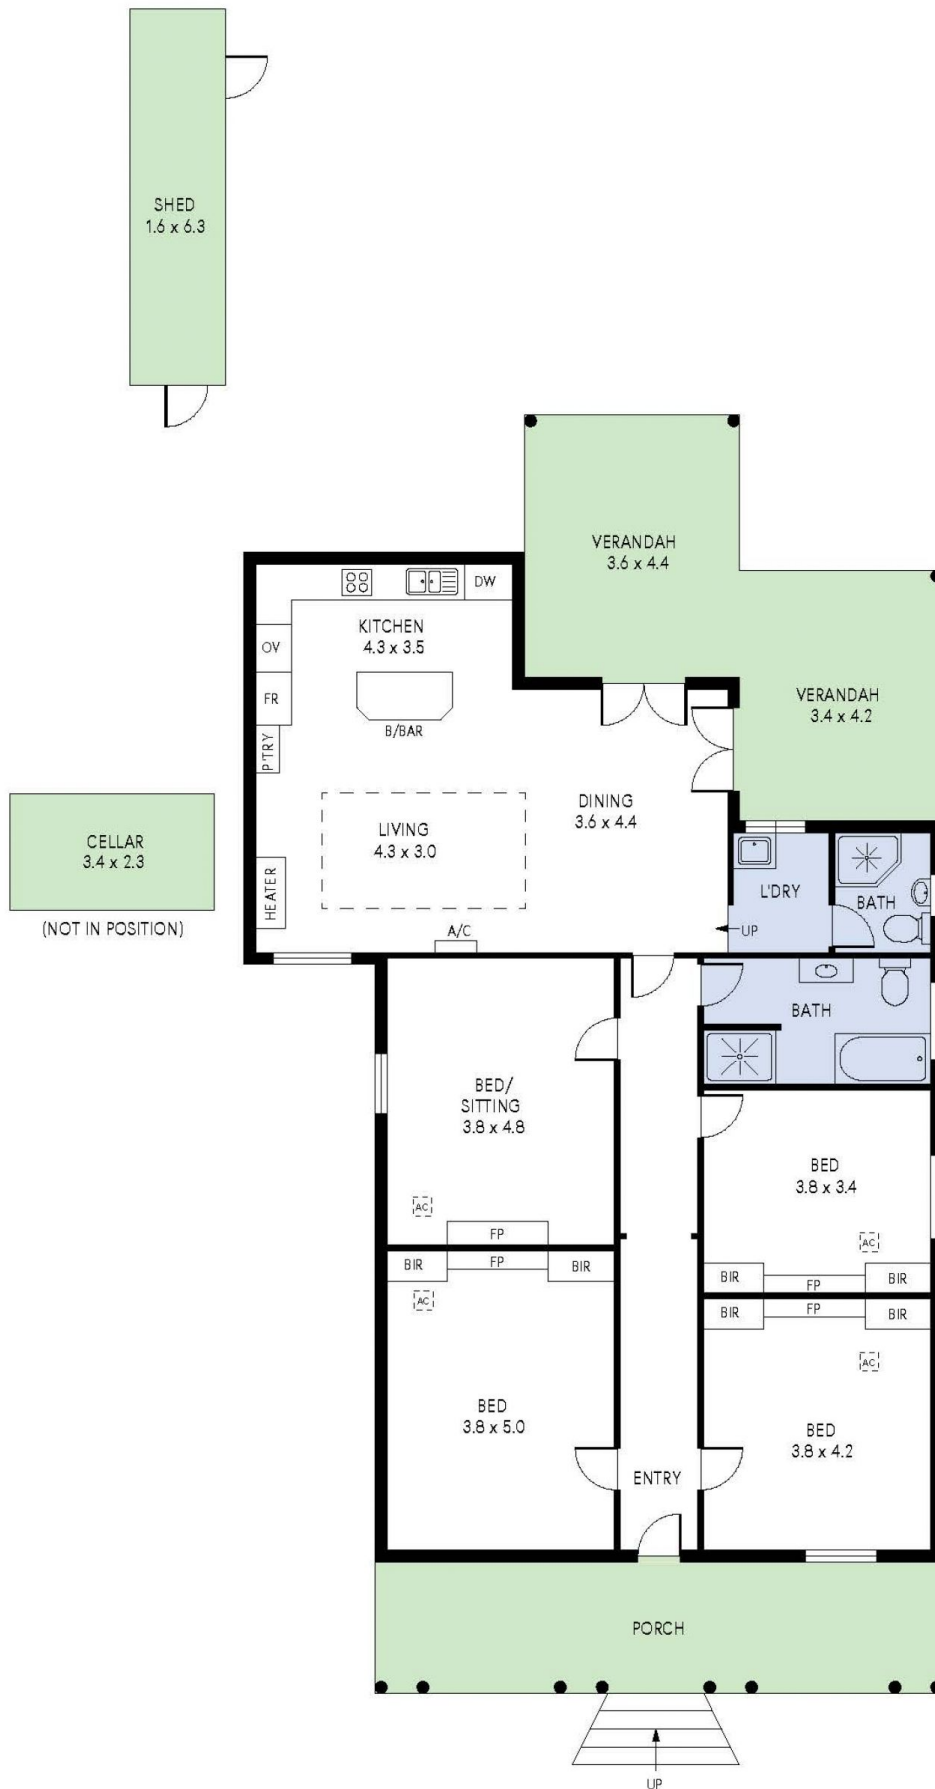 SHED
1.6 x 6.3
VERANDAH
3.6 x 4.4
DW
KITCHEN
4.3 x 3.5
OV
FR
B/BAR
P'TRY
VERANDAH
3.4 x 4.2
DINING
3.6 x 4.4
LIVING
4.3 x 3.0
CELLAR
3.4 x 2.3
(NOT IN POSITION)
HEATER
A/C
L'DRY
BATH
UP
BATH
BED/
SITTING
3.8 x 4.8
BED
3.8 x 3.4
AC
FP
AC
BIR
FP
BIR
BIR
FP
BIR
AC
BIR
FP
BIR
AC
BED
3.8 x 5.0
BED
3.8 x 4.2
ENTRY
PORCH
UP